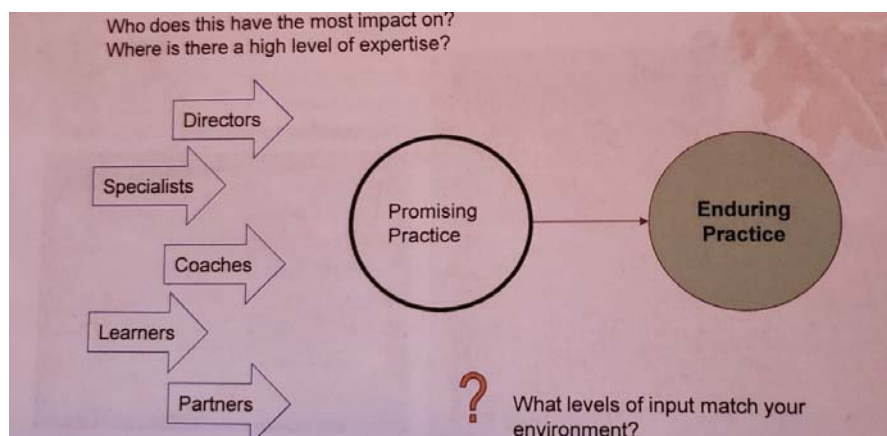 Who does this have the most impact on?
Where is there a high level of expertise?
Directors
Specialists
Coaches
Learners
Partners
Promising
Practice
Enduring
Practice
?
What levels of input match your
environment?